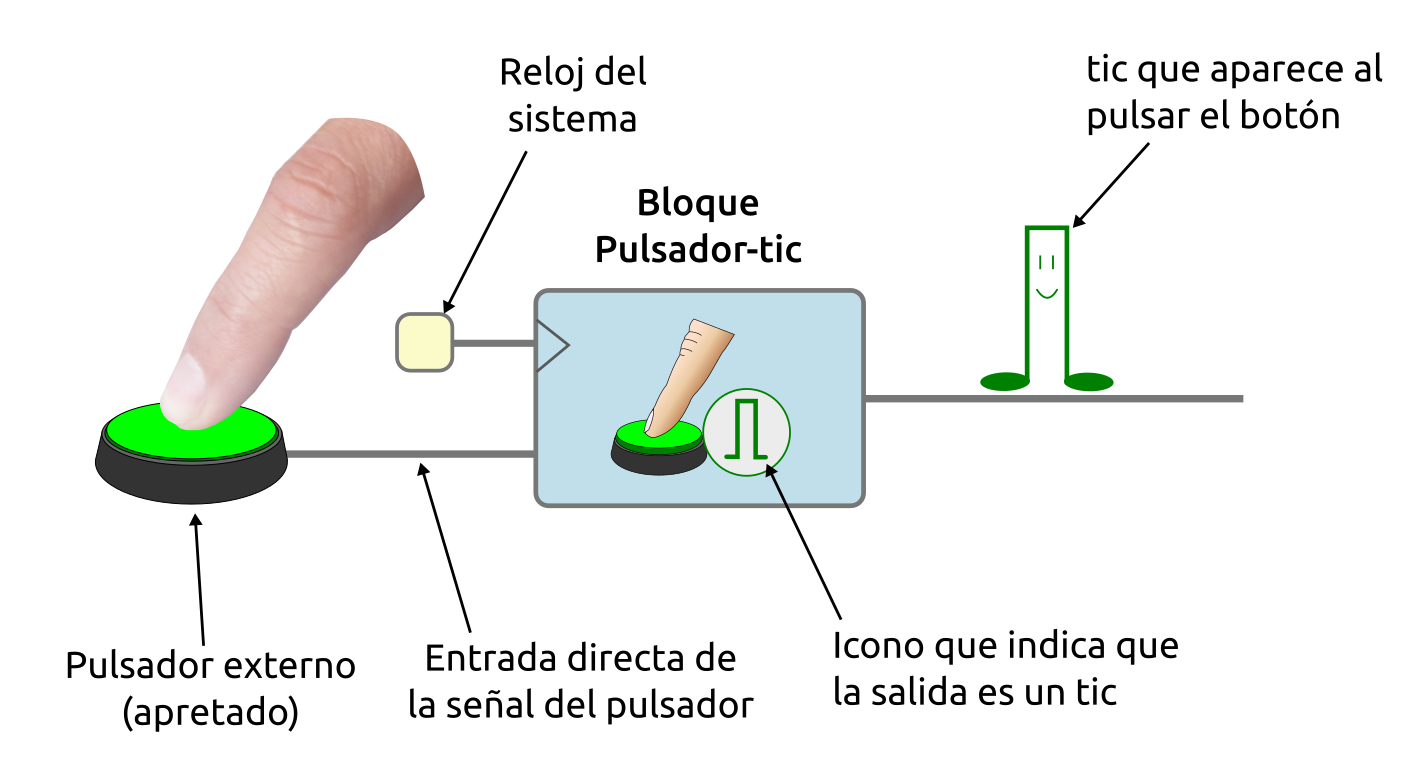 Reloj del
sistema
tic que aparece al
pulsar el botón
Bloque
Pulsador-tic
Pulsador externo
(apretado)
Entrada directa de
la señal del pulsador
Icono que indica que
la salida es un tic